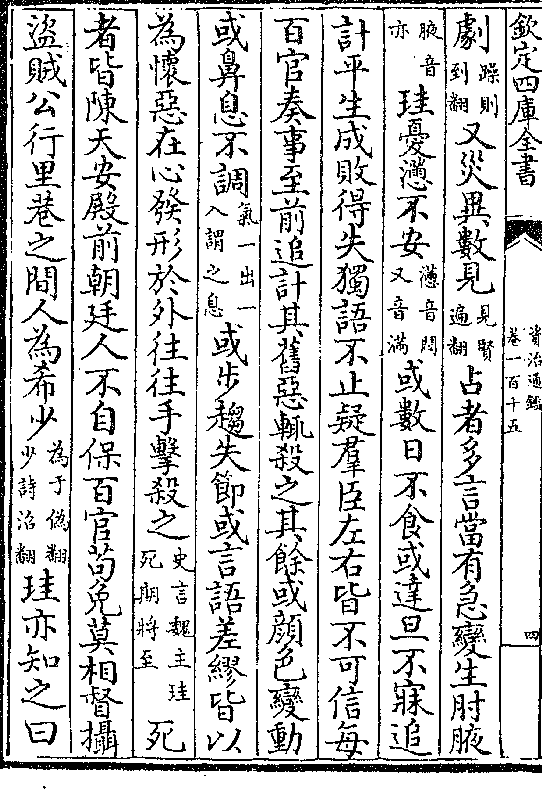 欽定四庫全書
資治通鑑
卷一百十五
四
劇躁則到翻又災異數見見賢遍翻占者多言當有急變生肘腋
腋音亦珪憂懣不安懣音悶又音滿或數日不食或達旦不寐追
計平生成敗得失獨語不止疑羣臣左右皆不可信每
百官奏事至前追計其舊惡輒殺之其餘或顔色變動
或鼻息不調氣一出一入謂之息或步趨失節或言語差繆皆以
為懷惡在心發形於外往往手擊殺之史言魏主珪死期將至死
者皆陳天安殿前朝廷人不自保百官苟免莫相督攝
盜賊公行里巷之間人為希少為于偽翻少詩沼翻珪亦知之曰